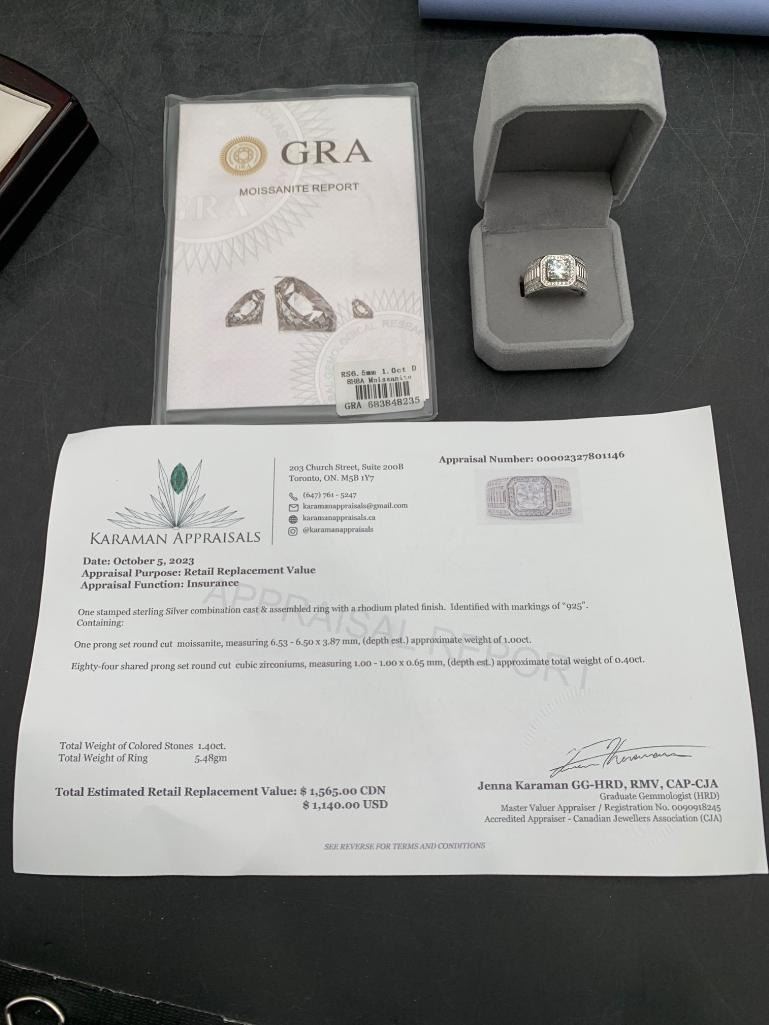 GRA
MOISSANITE REPORT
RS6.5mm 1.0ct D
GRA 683848235
KARAMAN APPRAISALS
203 Church Street, Suite 200B
Toronto, ON. M5B 1Y7
(647) 761 - 5247
karamanappraisals@gmail.com
karamanappraisals.ca
@karamanappraisals
Appraisal Number: 00002327801146
Date: October 5, 2023
Appraisal Purpose: Retail Replacement Value
Appraisal Function: Insurance
APPRAISAL REPORT
One stamped sterling Silver combination cast & assembled ring with a rhodium plated finish. Identified with markings of "925".
Containing:
One prong set round cut moissanite, measuring 6.53 - 6.50 x 3.87 mm, (depth est.) approximate weight of 1.00ct.
Eighty-four shared prong set round cut cubic zirconiums, measuring 1.00 - 1.00 x 0.65 mm, (depth est.) approximate total weight of 0.40ct.
Total Weight of Colored Stones 1.40ct.
Total Weight of Ring 5.48gm
Total Estimated Retail Replacement Value: $ 1,565.00 CDN
$ 1,140.00 USD
Jenna Karaman GG-HRD, RMV, CAP-CJA
Graduate Gemmologist (HRD)
Master Valuer Appraiser / Registration No. 0090918245
Accredited Appraiser - Canadian Jewellers Association (CJA)
SEE REVERSE FOR TERMS AND CONDITIONS